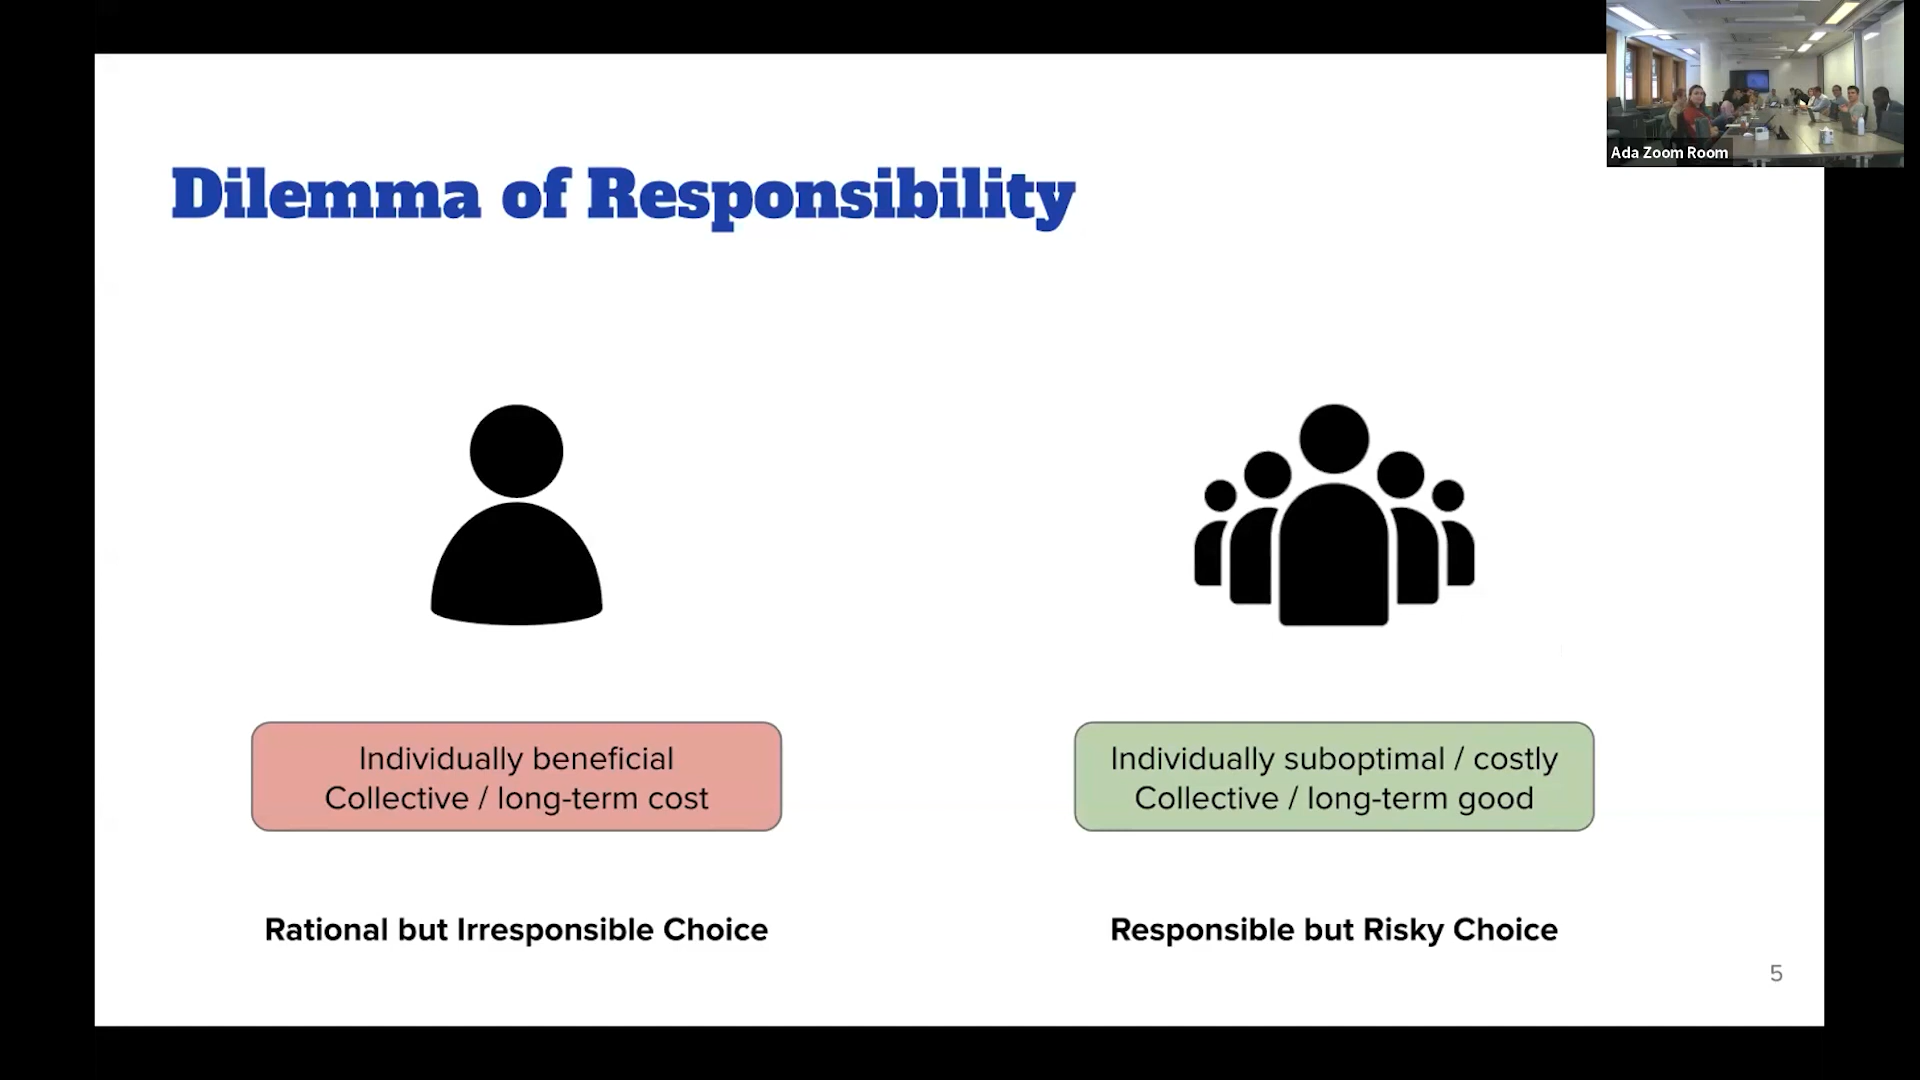 Ada Zoom Room
Dilemma of Responsibility
Individually beneficial
Collective / long-term cost
Individually suboptimal / costly
Collective / long-term good
Rational but Irresponsible Choice
Responsible but Risky Choice
5